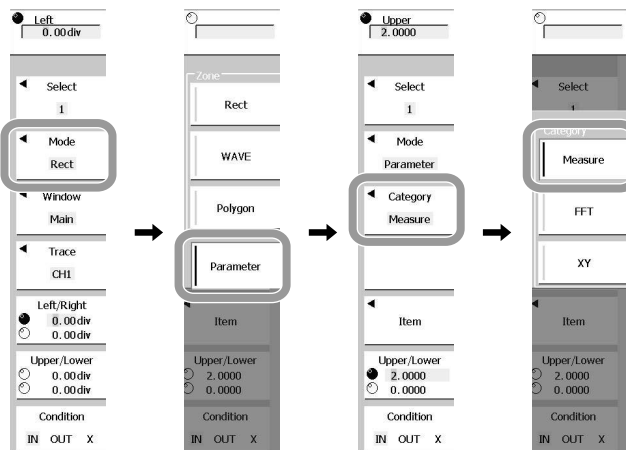 Left
0.00div
Select
1
Mode
Rect
Window
Main
Trace
CH1
Left/Right
0.00div
0.00div
Upper/Lower
0.00div
0.00div
Condition
IN OUT X
Zone
Rect
WAVE
Polygon
Parameter
Item
Upper/Lower
2.0000
0.0000
Condition
IN OUT X
Upper
2.0000
Select
1
Mode
Parameter
Category
Measure
Item
Upper/Lower
2.0000
0.0000
Condition
IN OUT X
Select
1
Category
Measure
FFT
XY
Item
Upper/Lower
2.0000
0.0000
Condition
IN OUT X